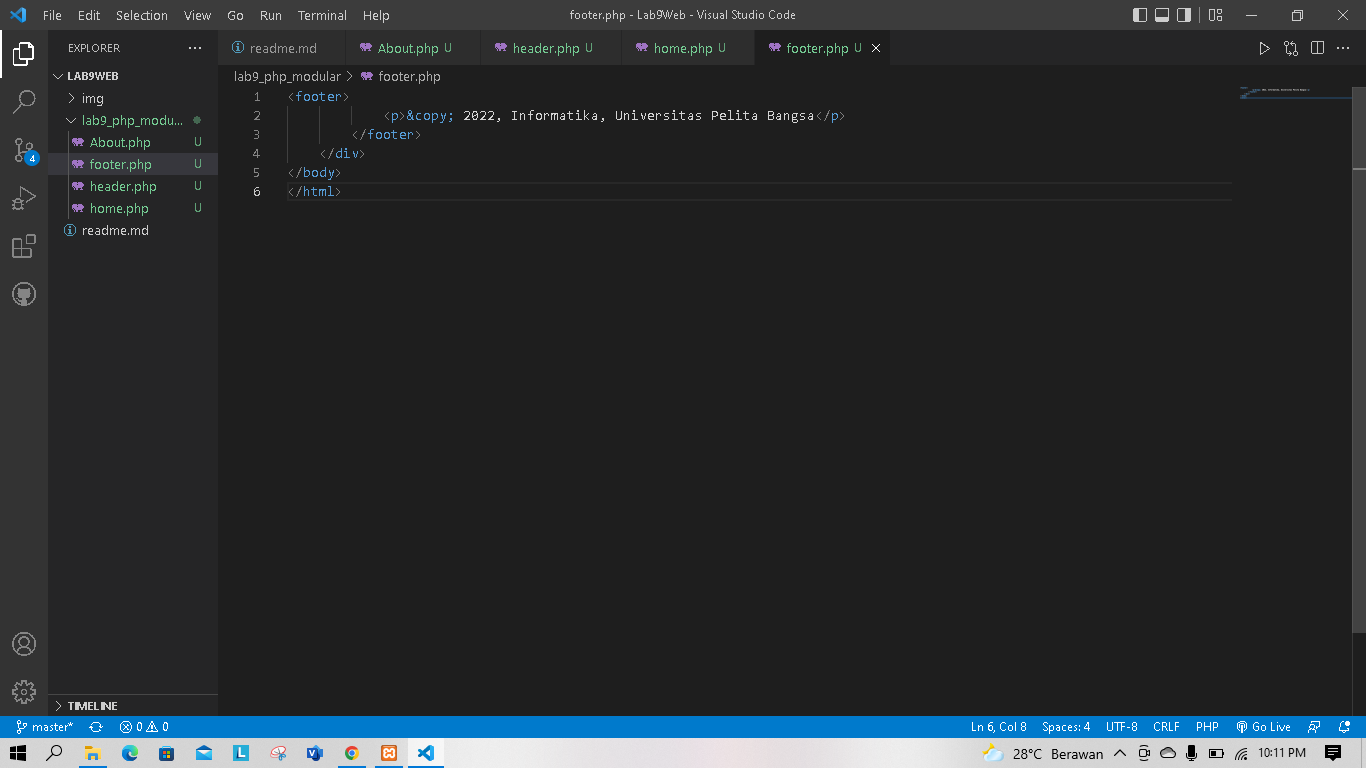 File Edit Selection View Go Run Terminal Help
footer.php - Lab9Web - Visual Studio Code
EXPLORER
readme.md
About.php U
header.php U
home.php U
footer.php U
LAB9WEB
img
lab9_php_modu...
About.php U
footer.php U
header.php U
home.php U
readme.md
lab9_php_modular > footer.php
1 <footer>
2 <p>&copy; 2022, Informatika, Universitas Pelita Bangsa</p>
3 </footer>
4 </div>
5 </body>
6 </html>
4
TIMELINE
master* 0 0
Ln 6, Col 8 Spaces: 4 UTF-8 CRLF PHP Go Live
28°C Berawan 10:11 PM